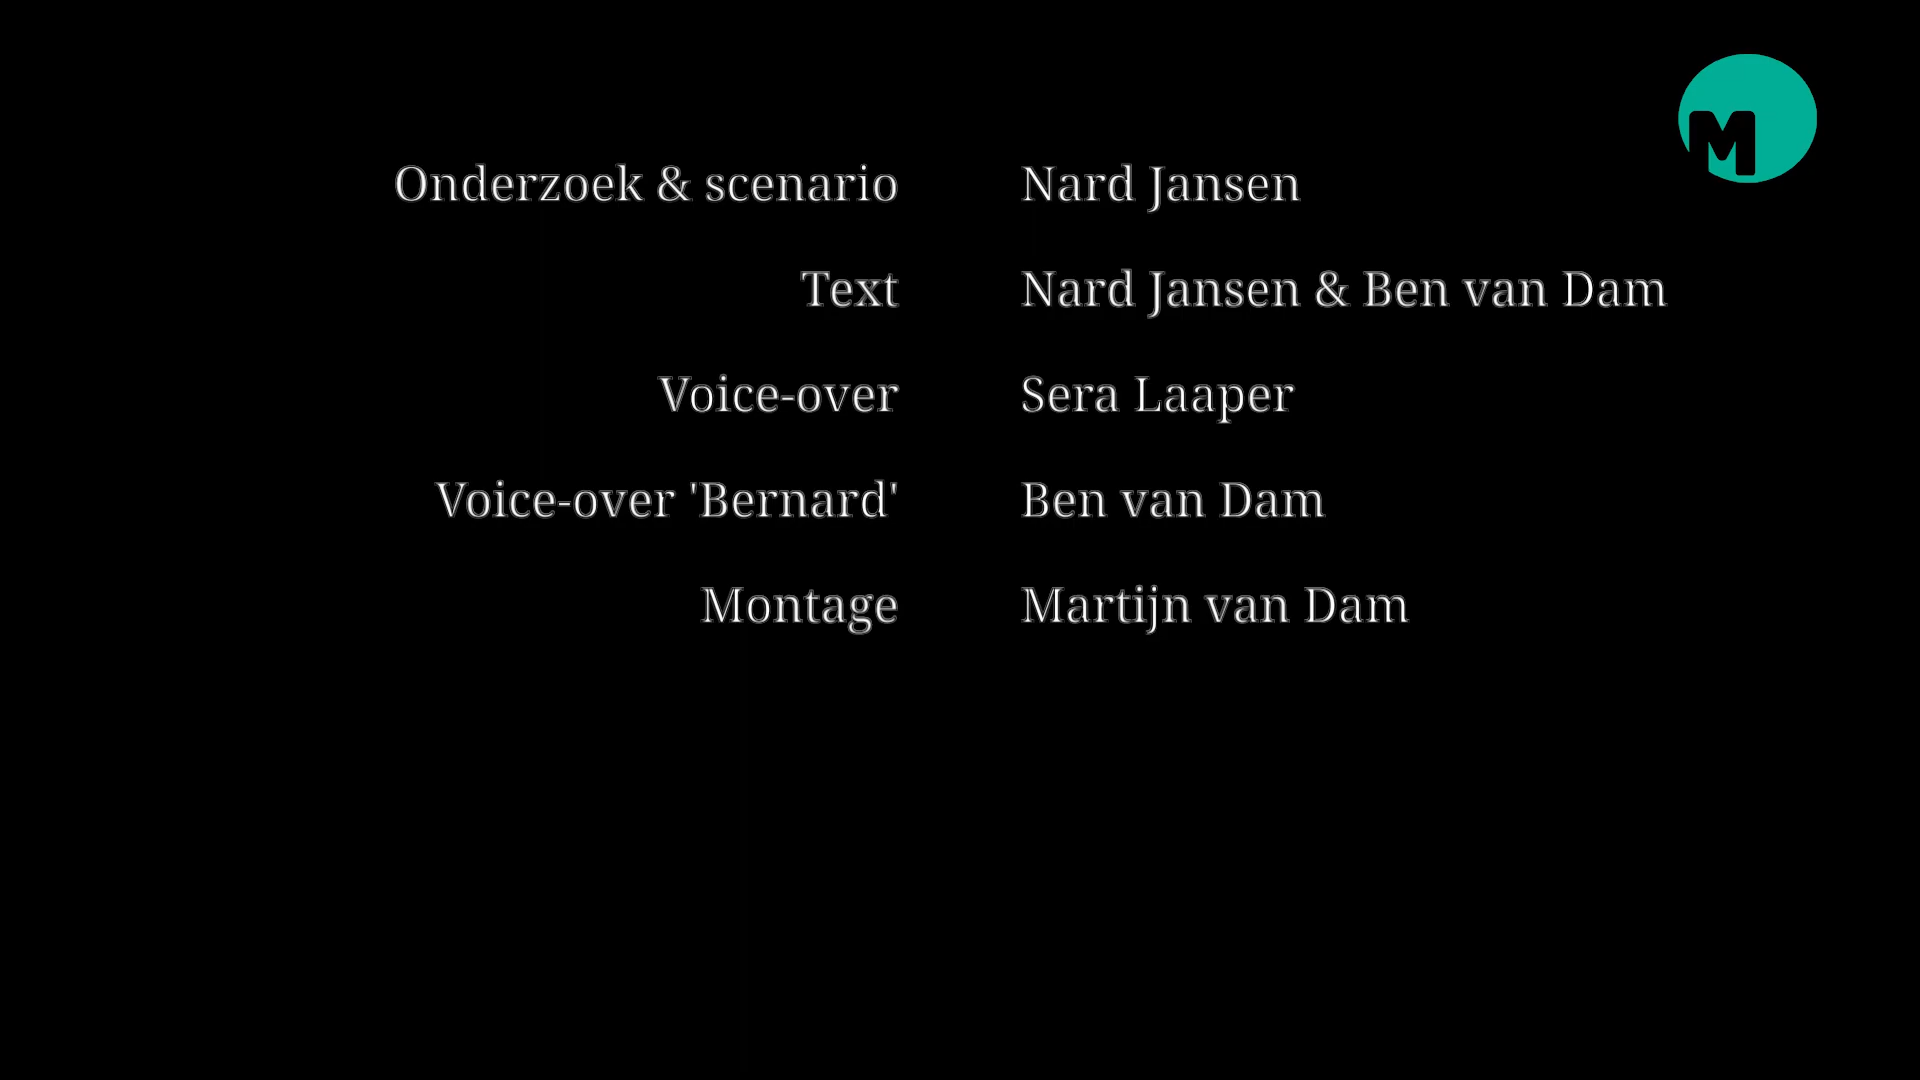 M
Onderzoek & scenario Nard Jansen
Text Nard Jansen & Ben van Dam
Voice-over Sera Laaper
Voice-over 'Bernard' Ben van Dam
Montage Martijn van Dam